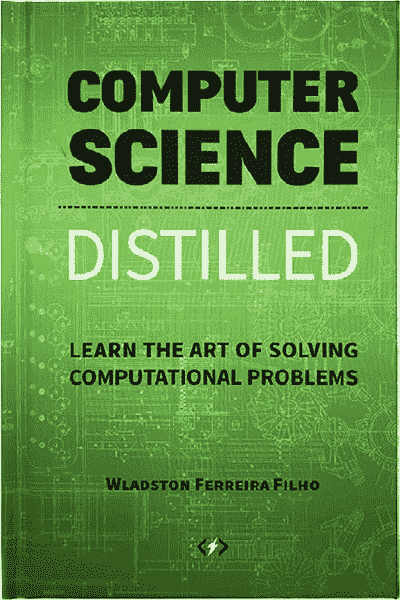 COMPUTER
SCIENCE
DISTILLED
LEARN THE ART OF SOLVING
COMPUTATIONAL PROBLEMS
WLADSTON FERREIRA FILHO